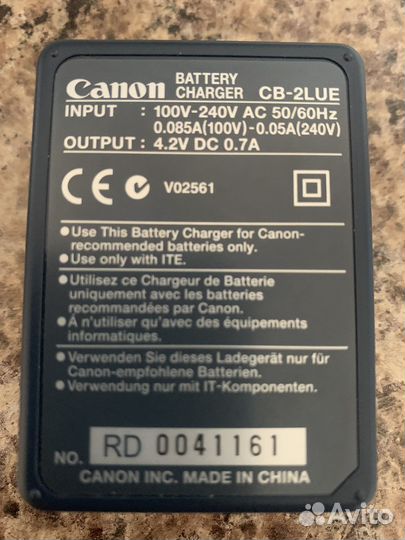 Canon BATTERY CHARGER CB-2LUE
INPUT : 100V-240V AC 50/60Hz
0.085A(100V)-0.05A(240V)
OUTPUT : 4.2V DC 0.7A
CE N V02561
●Use This Battery Charger for Canon-
recommended batteries only.
●Use only with ITE.
●Utilisez ce Chargeur de Batterie
uniquement avec les batteries
recommandées par Canon.
●A n'utiliser qu'avec des équipements
informatiques.
●Verwenden Sie dieses Ladegerät nur für
Canon-empfohlene Batterien.
●Verwendung nur mit IT-Komponenten.
NO. RD 0041161
CANON INC. MADE IN CHINA
Avito